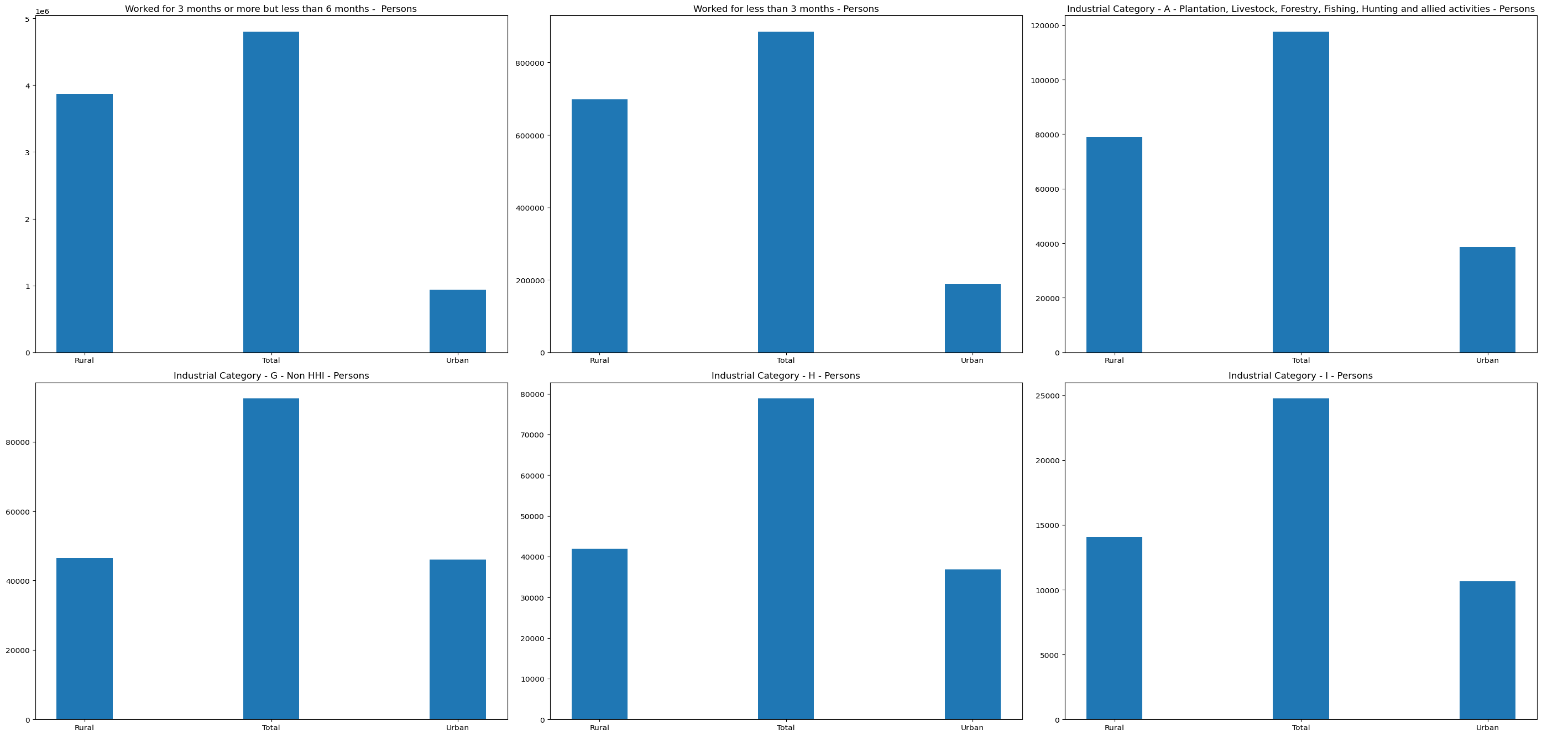 Worked for 3 months or more but less than 6 months -  Persons
1e6
5
4
3
2
1
0
Rural Total Urban
Worked for less than 3 months - Persons
800000
600000
400000
200000
0
Rural Total Urban
Industrial Category - A - Plantation, Livestock, Forestry, Fishing, Hunting and allied activities - Persons
120000
100000
80000
60000
40000
20000
0
Rural Total Urban
Industrial Category - G - Non HHI - Persons
80000
60000
40000
20000
0
Rural Total Urban
Industrial Category - H - Persons
80000
70000
60000
50000
40000
30000
20000
10000
0
Rural Total Urban
Industrial Category - I - Persons
25000
20000
15000
10000
5000
0
Rural Total Urban